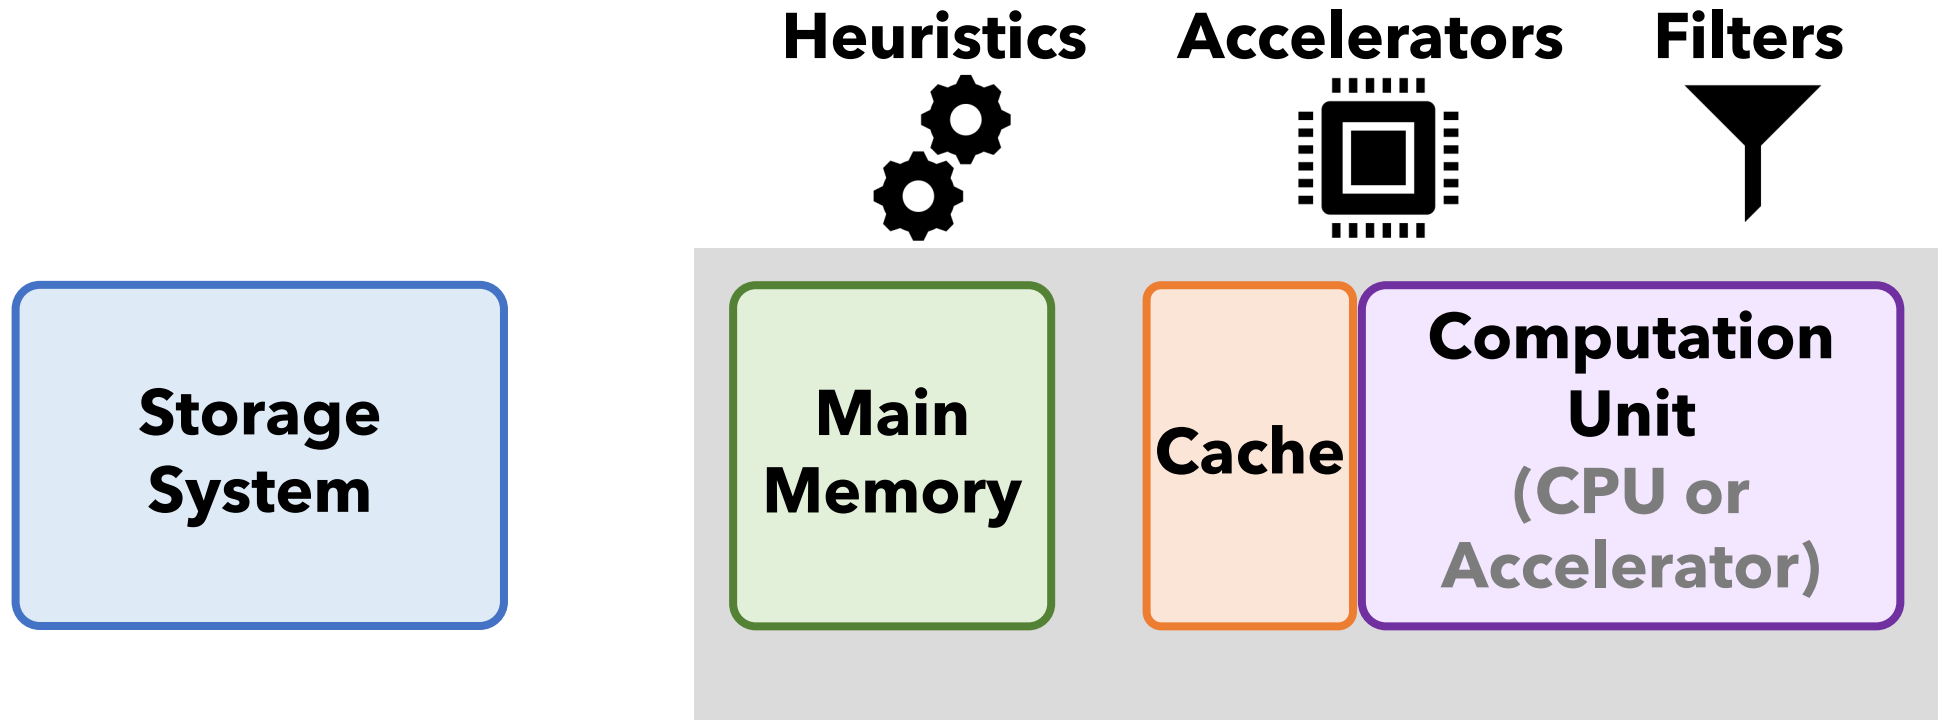 Heuristics
Accelerators
Filters
Storage
System
Main
Memory
Cache
Computation
Unit
(CPU or
Accelerator)